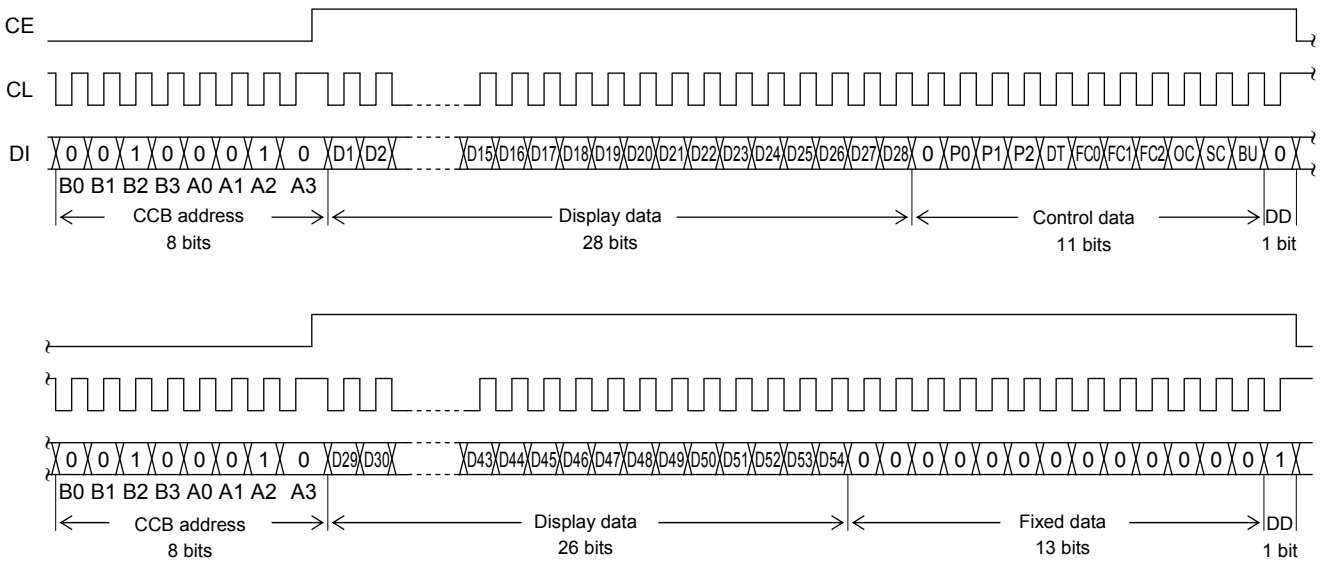 CE
CL
DI 0 0 1 0 0 0 1 0 D1 D2 D15 D16 D17 D18 D19 D20 D21 D22 D23 D24 D25 D26 D27 D28 0 P0 P1 P2 DT FC0 FC1 FC2 OC SC BU 0
B0 B1 B2 B3 A0 A1 A2 A3
CCB address Display data Control data DD
8 bits 28 bits 11 bits 1 bit
0 0 1 0 0 0 1 0 D29 D30 D43 D44 D45 D46 D47 D48 D49 D50 D51 D52 D53 D54 0 0 0 0 0 0 0 0 0 0 0 0 0 1
B0 B1 B2 B3 A0 A1 A2 A3
CCB address Display data Fixed data DD
8 bits 26 bits 13 bits 1 bit